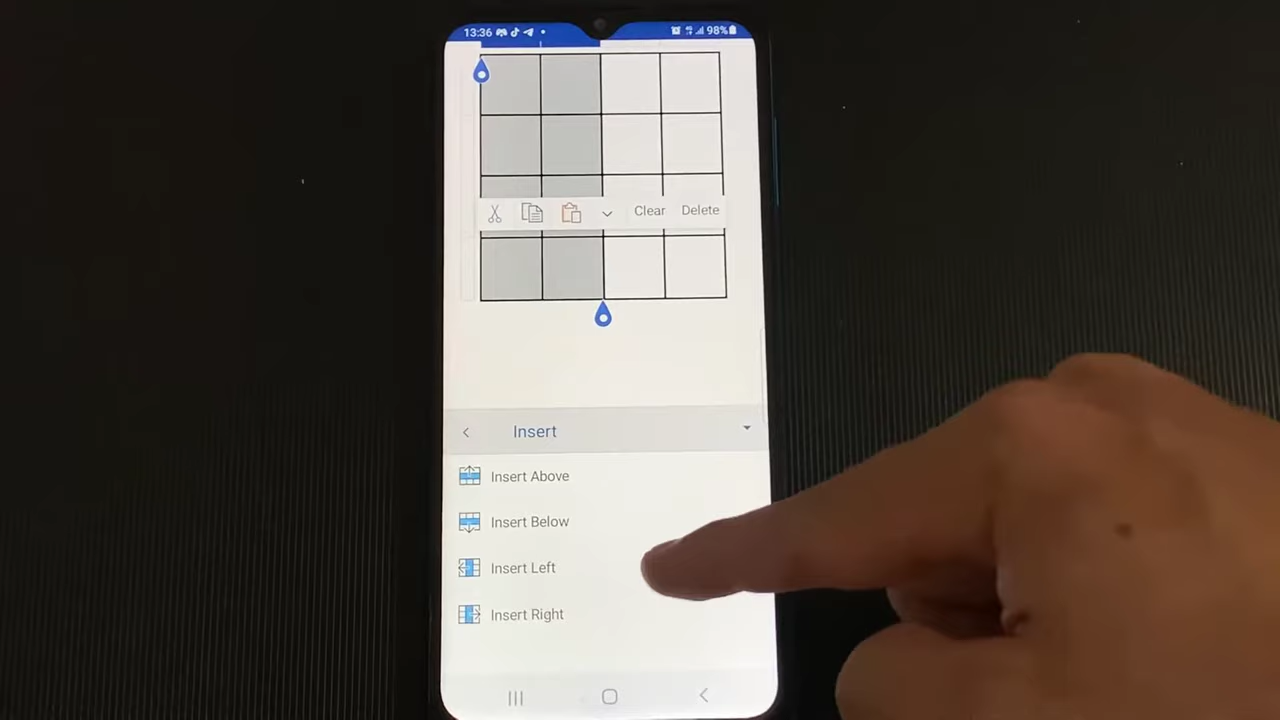 13:36 98%
Clear Delete
Insert
Insert Above
Insert Below
Insert Left
Insert Right